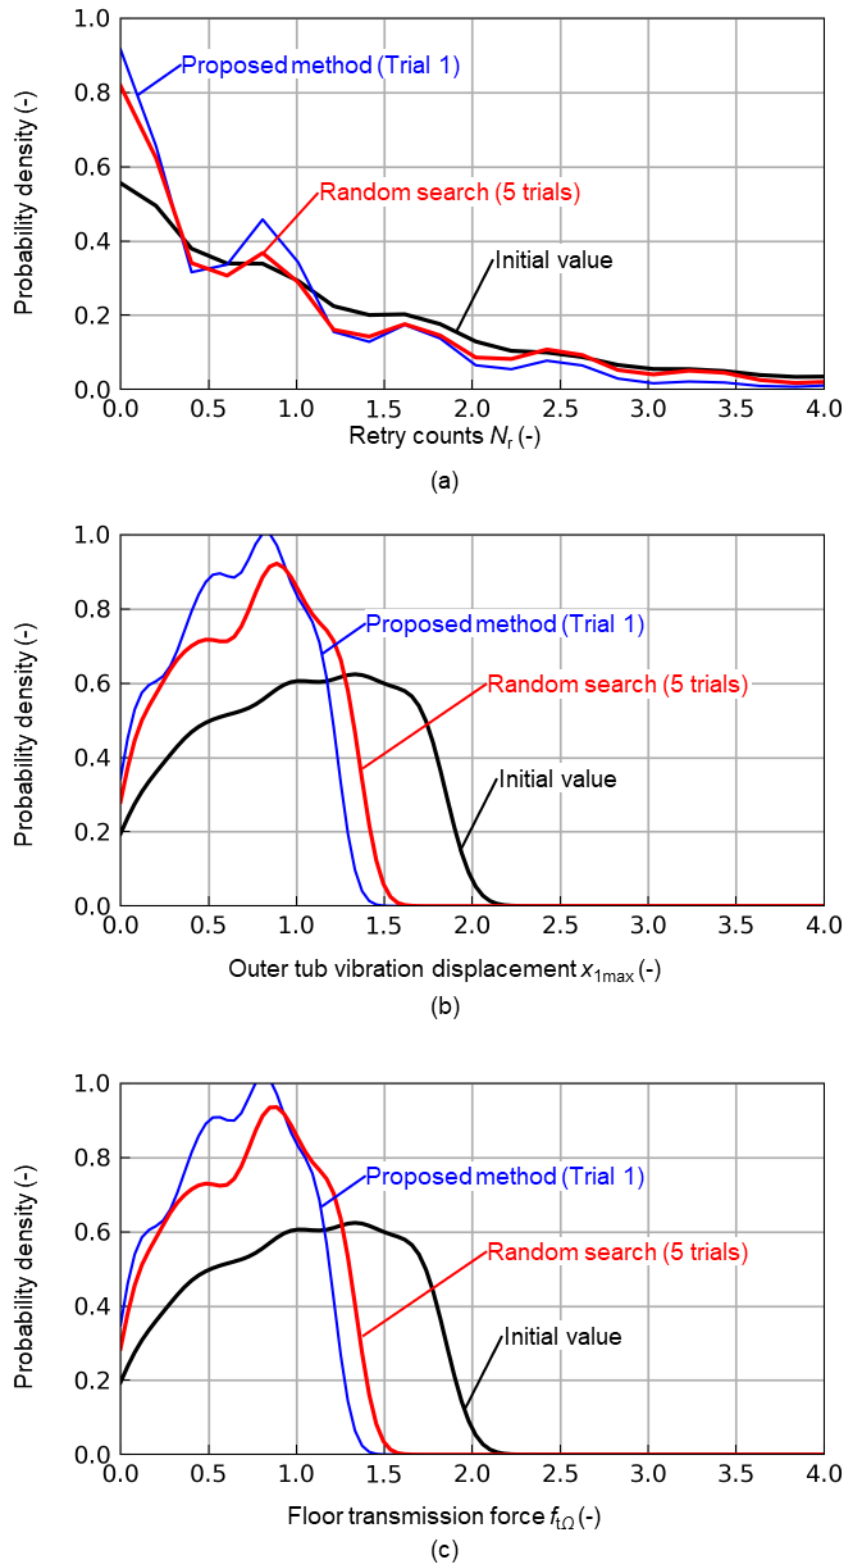 1.0
Proposed method (Trial 1)
0.8
0.6
Random search (5 trials)
0.4
Initial value
0.2
0.0
Probability density (-)
0.0 0.5 1.0 1.5 2.0 2.5 3.0 3.5 4.0
Retry counts Nr (-)
(a)
1.0
0.8
Proposed method (Trial 1)
0.6
Random search (5 trials)
0.4
Initial value
0.2
0.0
Probability density (-)
0.0 0.5 1.0 1.5 2.0 2.5 3.0 3.5 4.0
Outer tub vibration displacement x1max (-)
(b)
1.0
0.8
Proposed method (Trial 1)
0.6
Random search (5 trials)
0.4
Initial value
0.2
0.0
Probability density (-)
0.0 0.5 1.0 1.5 2.0 2.5 3.0 3.5 4.0
Floor transmission force ftΩ (-)
(c)